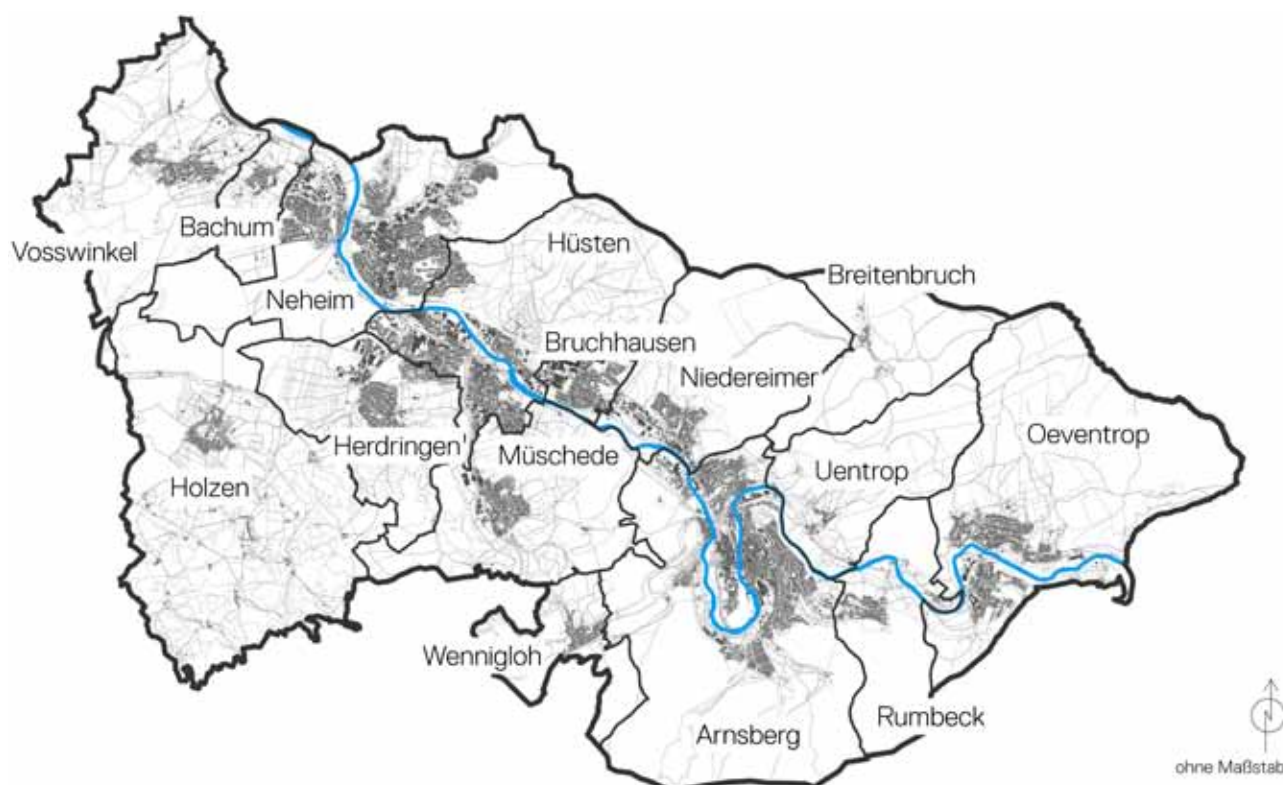 Vosswinkel
Bachum
Neheim
Hüsten
Breitenbruch
Bruchhausen
Niedereimer
Oeventrop
Herdringen
Müschede
Uentrop
Holzen
Wennigloh
Arnsberg
Rumbeck
N
ohne Maßstab